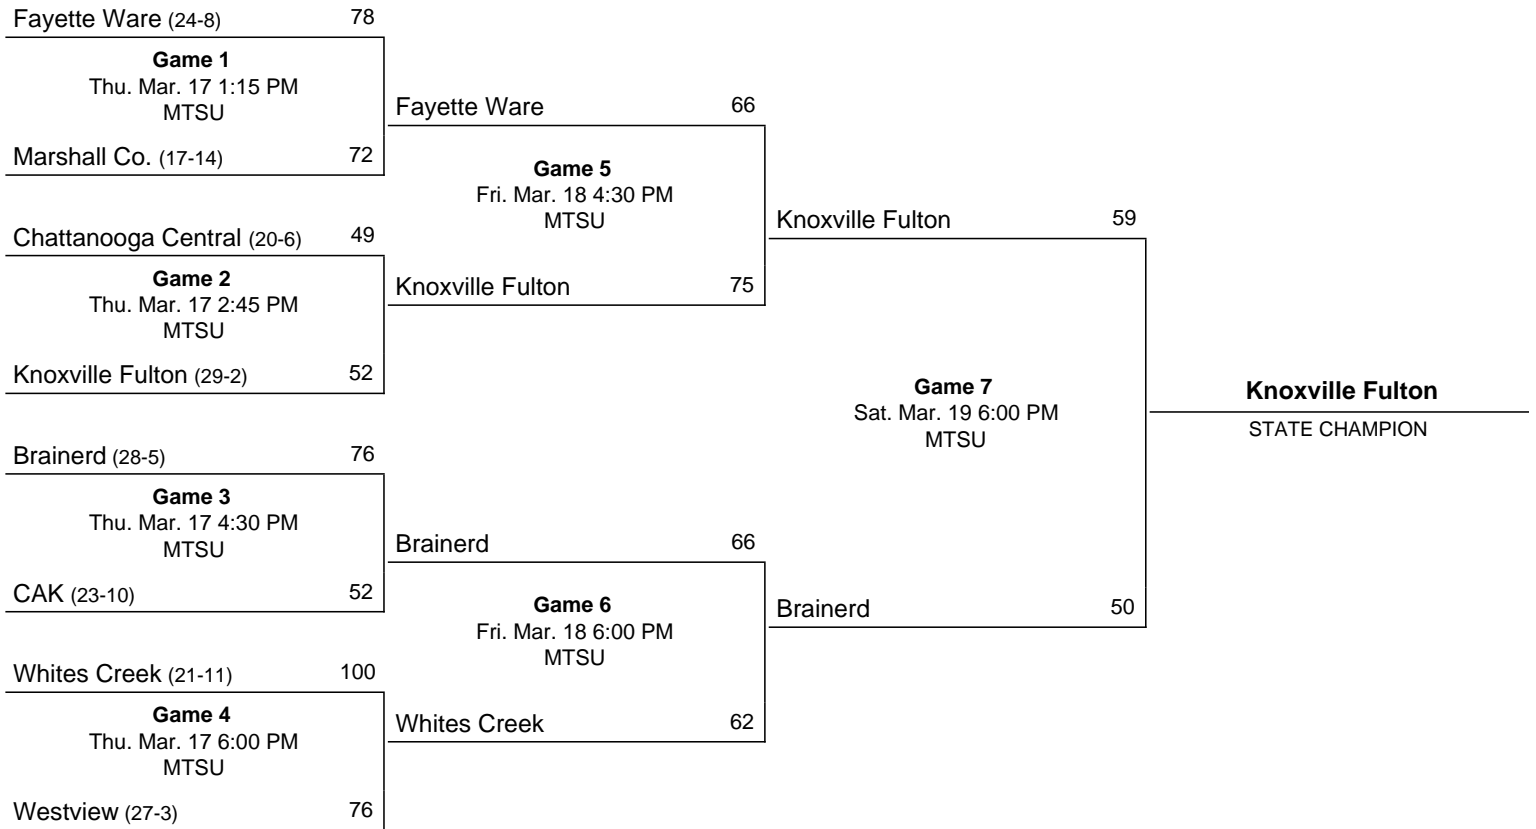 Fayette Ware (24-8) 78
Game 1
Thu. Mar. 17 1:15 PM
MTSU
Marshall Co. (17-14) 72
Chattanooga Central (20-6) 49
Game 2
Thu. Mar. 17 2:45 PM
MTSU
Knoxville Fulton (29-2) 52
Brainerd (28-5) 76
Game 3
Thu. Mar. 17 4:30 PM
MTSU
CAK (23-10) 52
Whites Creek (21-11) 100
Game 4
Thu. Mar. 17 6:00 PM
MTSU
Westview (27-3) 76
Fayette Ware 66
Game 5
Fri. Mar. 18 4:30 PM
MTSU
Knoxville Fulton 75
Brainerd 66
Game 6
Fri. Mar. 18 6:00 PM
MTSU
Whites Creek 62
Knoxville Fulton 59
Game 7
Sat. Mar. 19 6:00 PM
MTSU
Brainerd 50
Knoxville Fulton
STATE CHAMPION